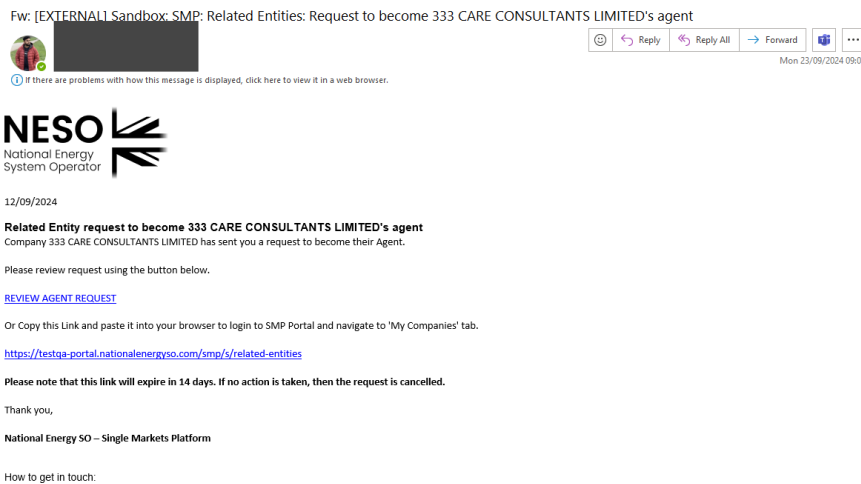 Fw: [EXTERNAL] Sandbox: SMP: Related Entities: Request to become 333 CARE CONSULTANTS LIMITED's agent
Reply
Reply All
Forward
Mon 23/09/2024 09:0
If there are problems with how this message is displayed, click here to view it in a web browser.
NESO
National Energy
System Operator
12/09/2024
Related Entity request to become 333 CARE CONSULTANTS LIMITED's agent
Company 333 CARE CONSULTANTS LIMITED has sent you a request to become their Agent.
Please review request using the button below.
REVIEW AGENT REQUEST
Or Copy this Link and paste it into your browser to login to SMP Portal and navigate to 'My Companies' tab.
https://testqa-portal.nationalenergyso.com/smp/s/related-entities
Please note that this link will expire in 14 days. If no action is taken, then the request is cancelled.
Thank you,
National Energy SO – Single Markets Platform
How to get in touch: